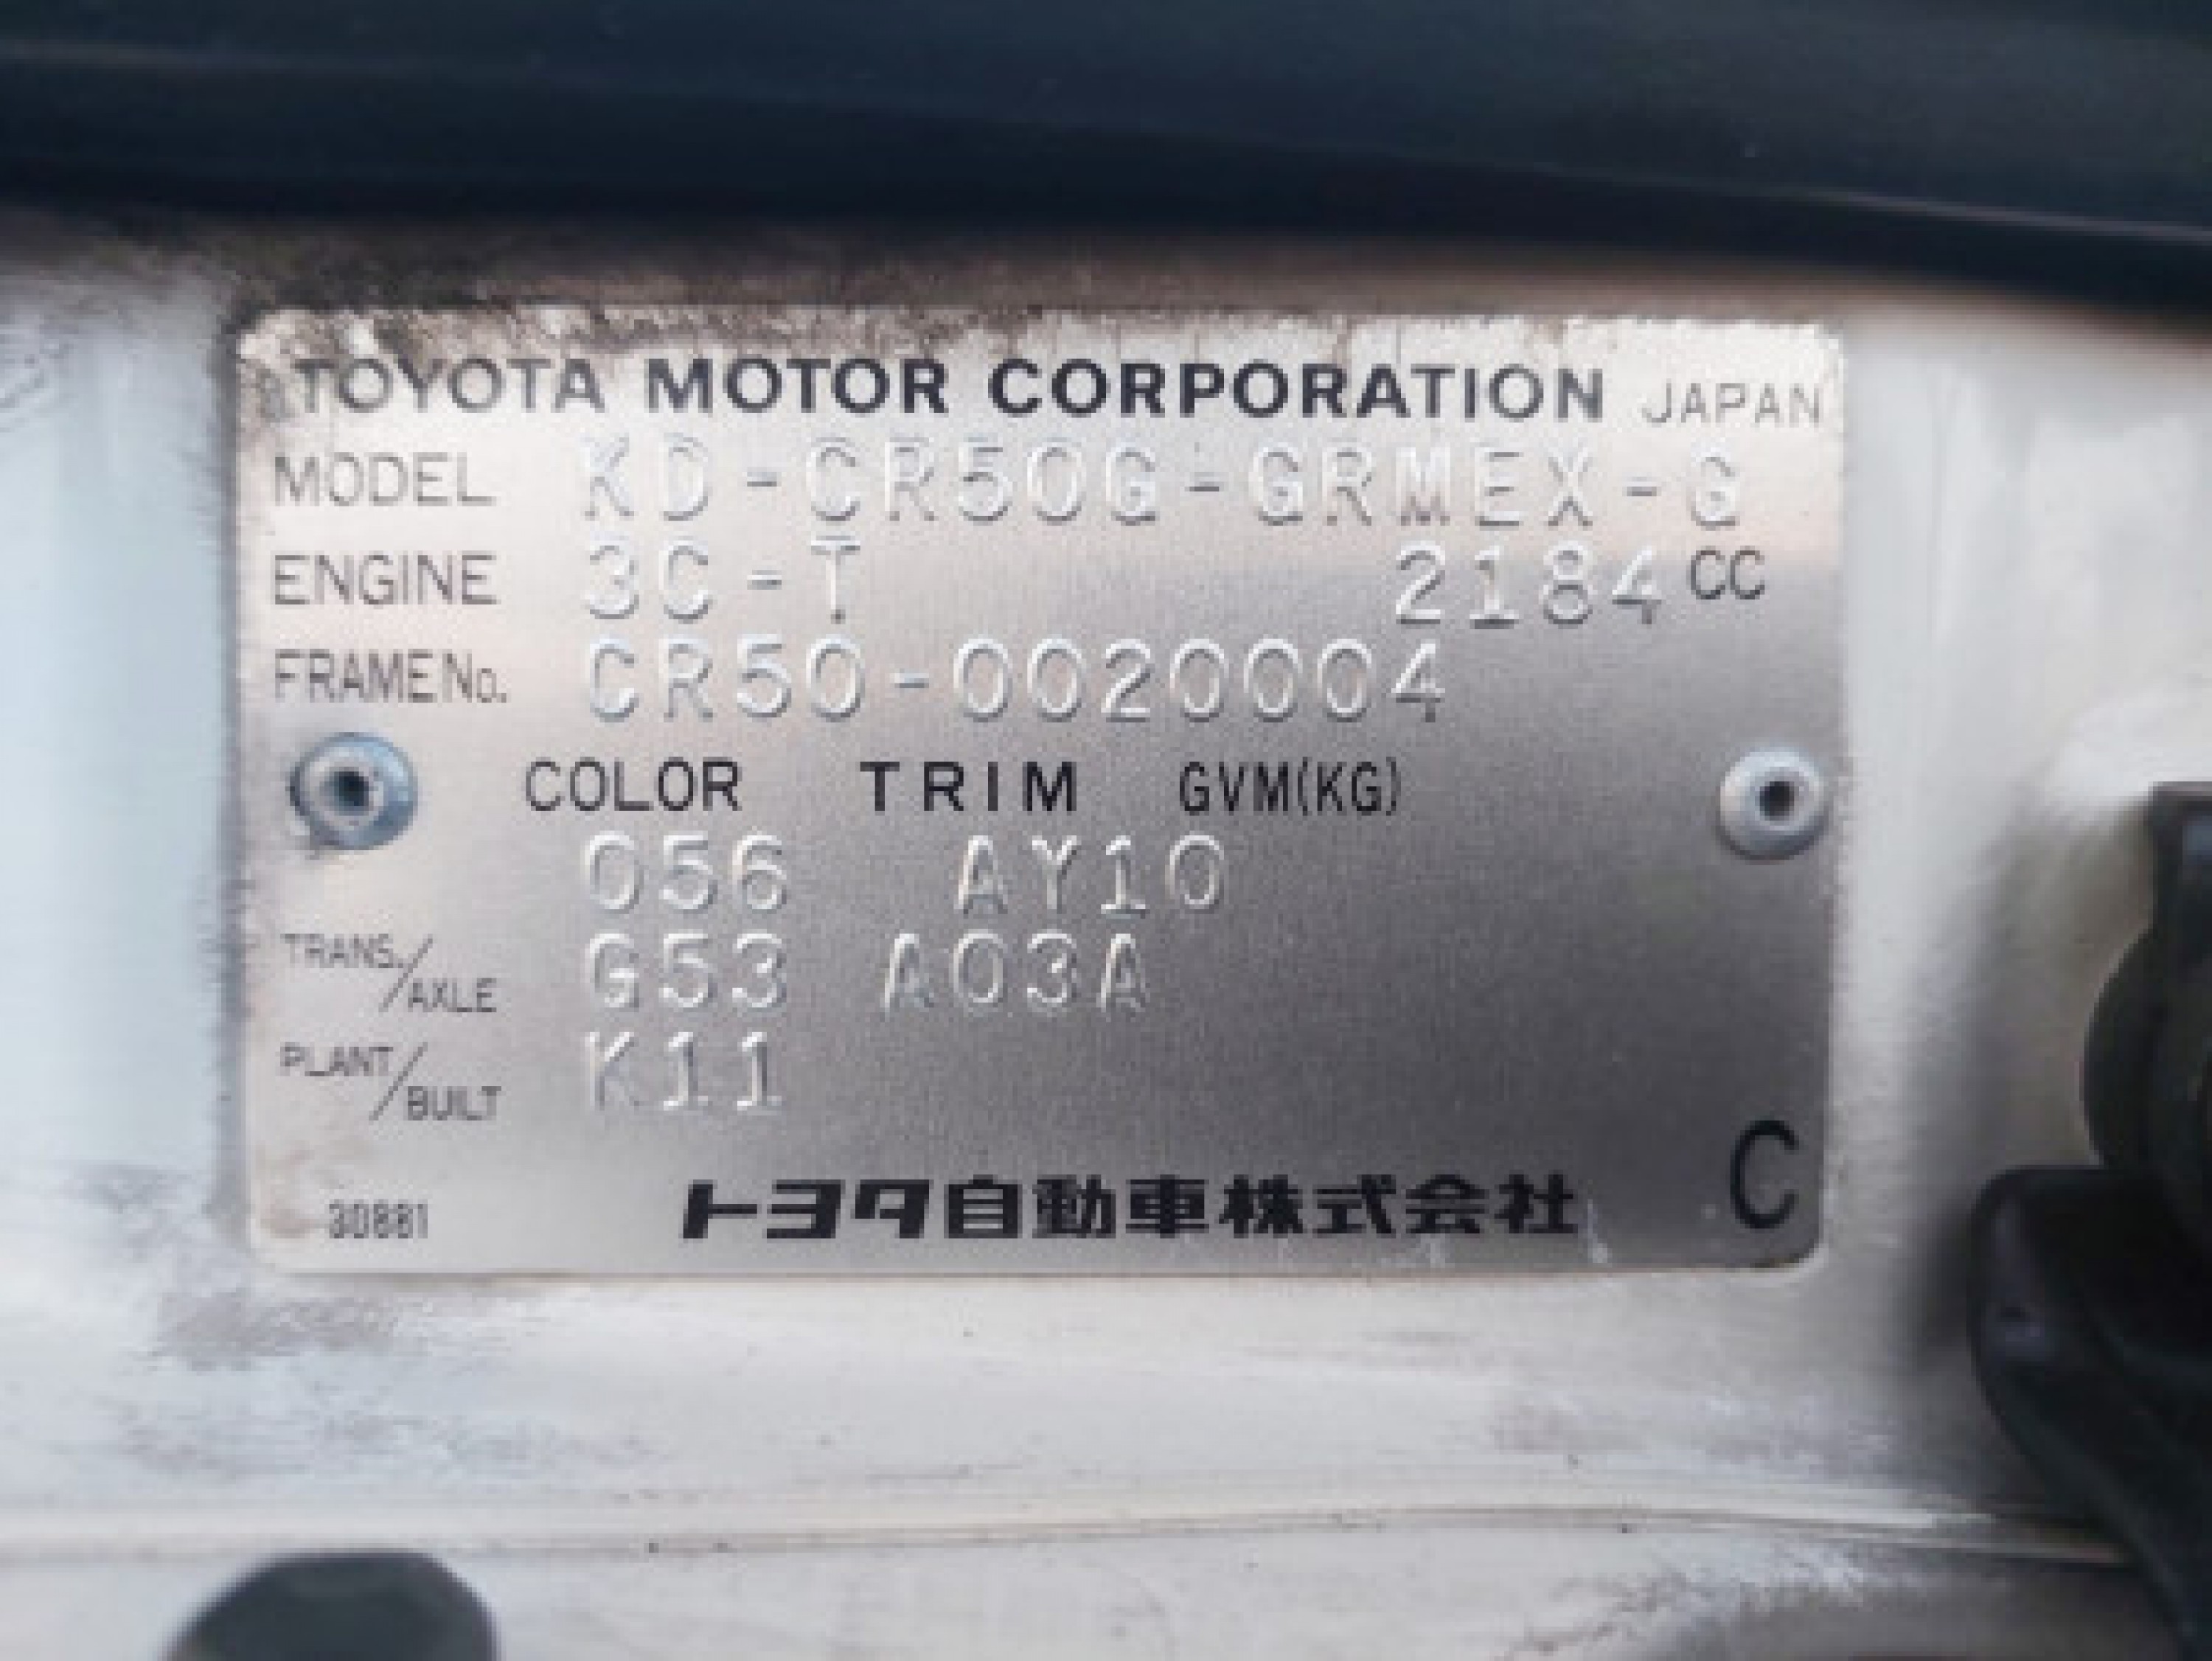 TOYOTA MOTOR CORPORATION JAPAN
MODEL KD-CR50G-GRMEX-G
ENGINE 3C-T 2184 CC
FRAME No. CR50-0020004
COLOR TRIM GVM(KG)
056 AY10
TRANS./AXLE G53 A03A
PLANT/BUILT K11
30881 トヨタ自動車株式会社 C